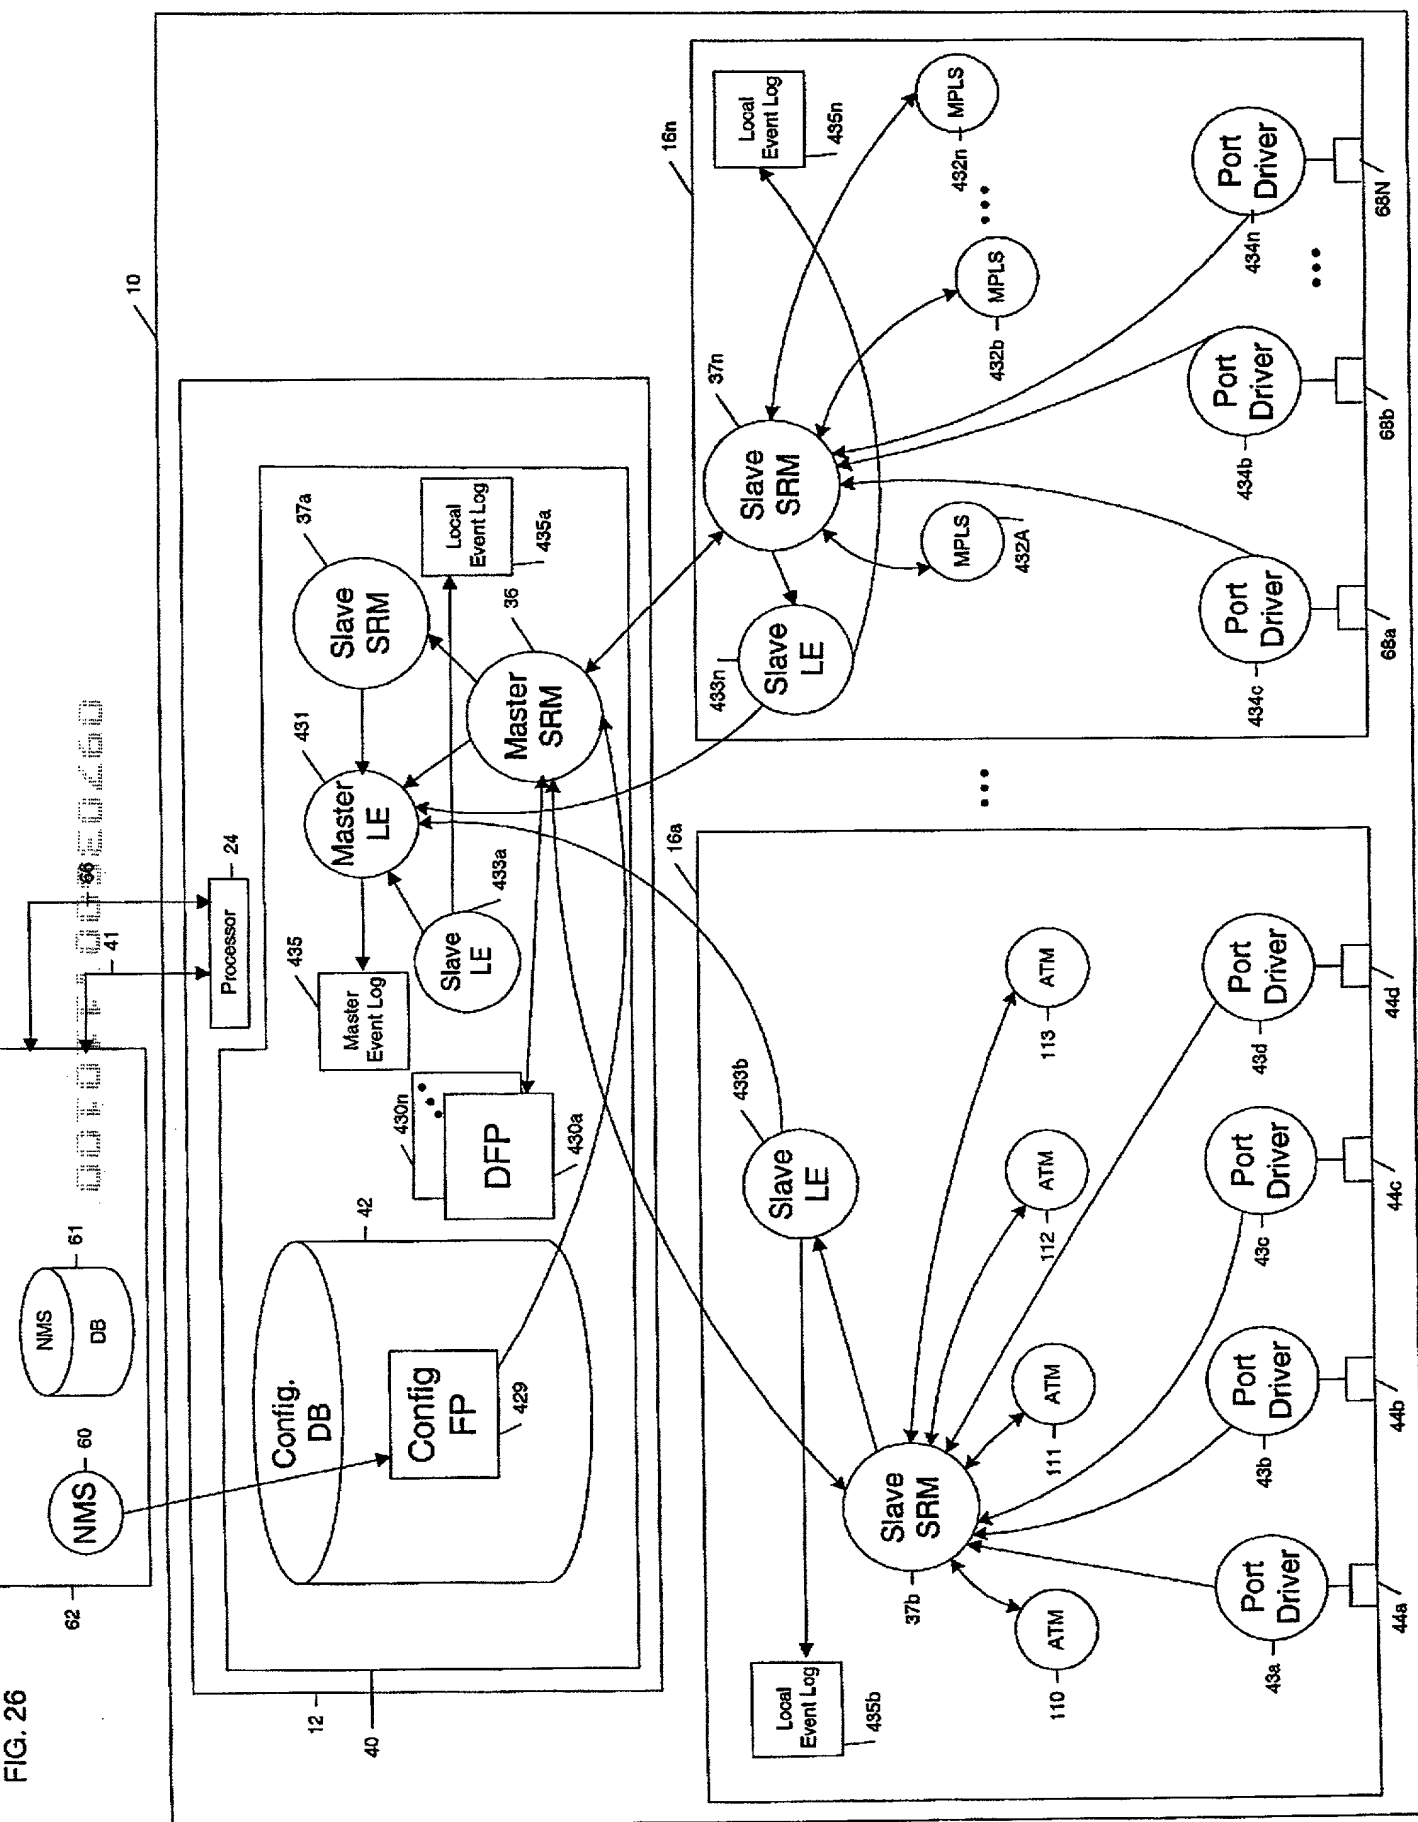 FIG. 26
62
NMS
60
NMS
DB
61
41
66
10
12
40
Config.
DB
42
Config
FP
429
430n
DFP
430a
Processor
24
435
Master
Event Log
Master
LE
431
Slave
LE
433a
Slave
SRM
37a
Master
SRM
36
Local
Event Log
435a
16a
Local
Event Log
435b
Slave
LE
433b
Slave
SRM
37b
ATM
110
ATM
111
ATM
112
ATM
113
Port
Driver
43a
44a
Port
Driver
43b
44b
Port
Driver
43c
44c
Port
Driver
43d
44d
16n
Local
Event Log
435n
Slave
LE
433n
Slave
SRM
37n
MPLS
432A
MPLS
432b
MPLS
432n
Port
Driver
434c
68a
Port
Driver
434b
68b
Port
Driver
434n
68N